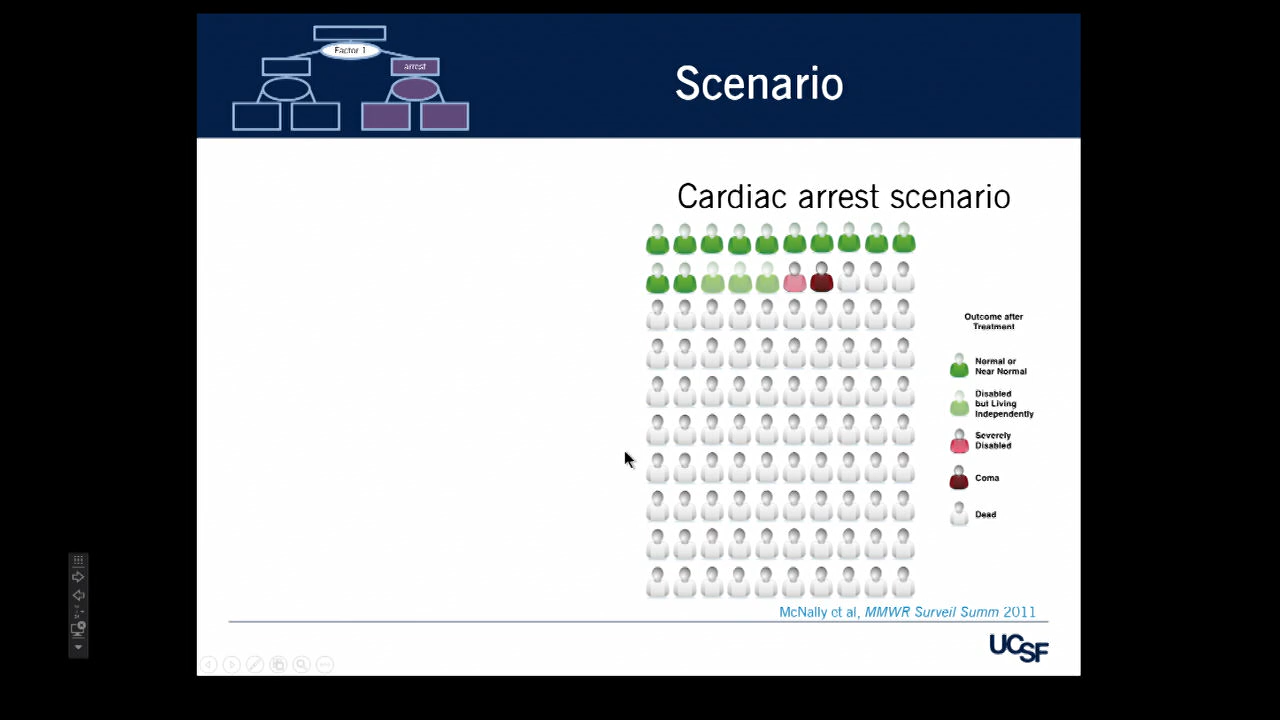 Factor 1
arrest
Scenario
Cardiac arrest scenario
Outcome after
Treatment
Normal or
Near Normal
Disabled
but Living
Independently
Severely
Disabled
Coma
Dead
McNally et al, MMWR Surveil Summ 2011
UCSF